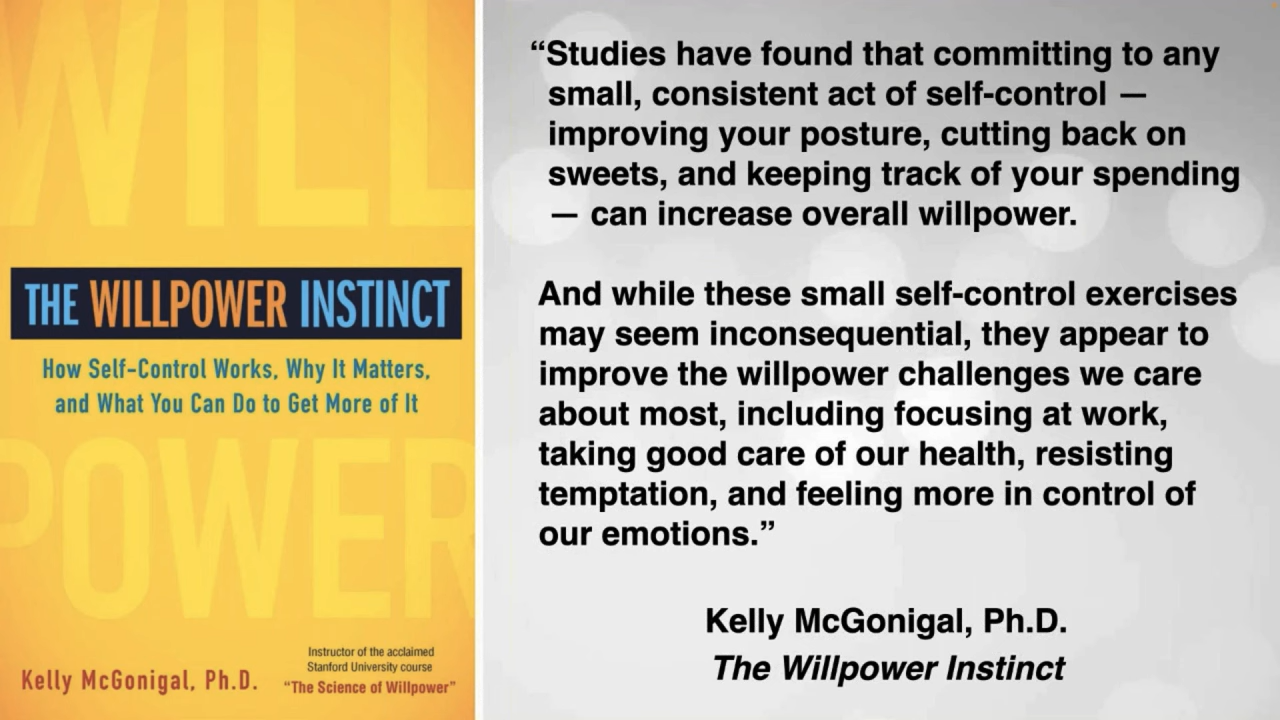 WILL
THE WILLPOWER INSTINCT
How Self-Control Works, Why It Matters,
and What You Can Do to Get More of It
POWER
Kelly McGonigal, Ph.D.
Instructor of the acclaimed
Stanford University course
“The Science of Willpower”
“Studies have found that committing to any
small, consistent act of self-control —
improving your posture, cutting back on
sweets, and keeping track of your spending
— can increase overall willpower.
And while these small self-control exercises
may seem inconsequential, they appear to
improve the willpower challenges we care
about most, including focusing at work,
taking good care of our health, resisting
temptation, and feeling more in control of
our emotions.”
Kelly McGonigal, Ph.D.
The Willpower Instinct